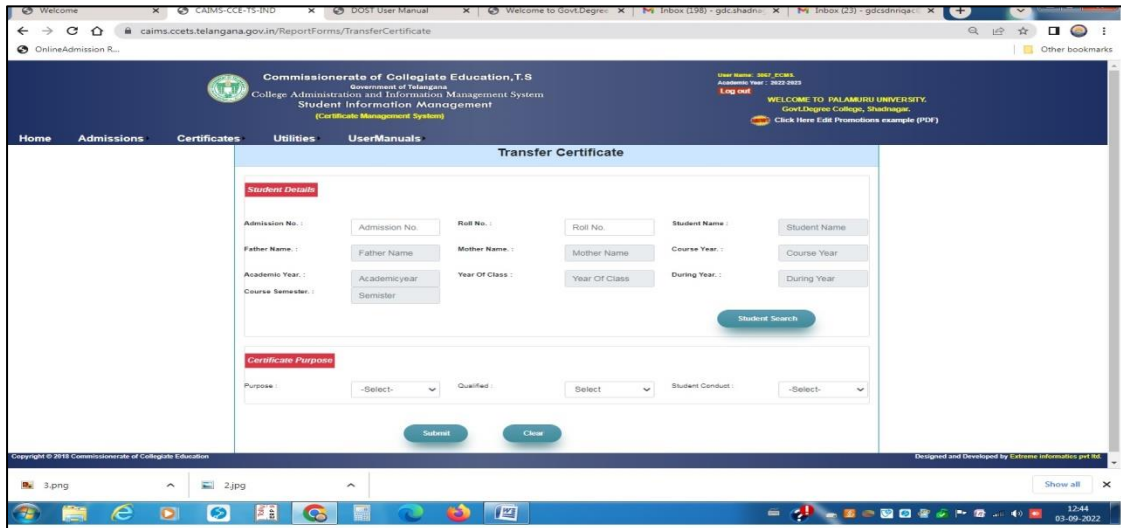 Welcome
CAIMS-CCE-TS-IND
DOST User Manual
Welcome to Govt.Degree
Inbox (198) - gdc.shadna
Inbox (23) - gdcsdnriqac
caims.ccets.telangana.gov.in/ReportForms/TransferCertificate
OnlineAdmission R...
Other bookmarks
Commissionerate of Collegiate Education,T.S
Government of Telangana
College Administration and Information Management System
Student Information Management
(Certificate Management System)
User Name: 3067_ECMS.
Academic Year : 2022-2023
Log out
WELCOME TO PALAMURU UNIVERSITY.
Govt.Degree College, Shadnagar.
Click Here Edit Promotions example (PDF)
Home Admissions Certificates Utilities UserManuals
Transfer Certificate
Student Details
Admission No. : Admission No. Roll No. : Roll No. Student Name : Student Name
Father Name. : Father Name Mother Name. : Mother Name Course Year. : Course Year
Academic Year. : Academicyear Year Of Class : Year Of Class During Year. : During Year
Course Semester. : Semister
Student Search
Certificate Purpose
Purpose : -Select- Qualified : Select Student Conduct : -Select-
Submit Clear
Copyright © 2018 Commissionerate of Collegiate Education
Designed and Developed by Extreme informatics pvt ltd.
3.png 2.jpg Show all
12:44
03-09-2022